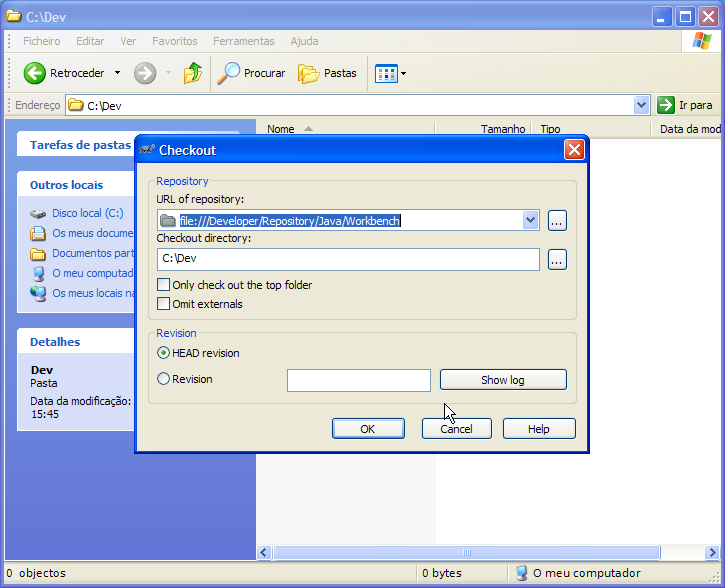 C:\Dev
Ficheiro Editar Ver Favoritos Ferramentas Ajuda
Retroceder Procurar Pastas
Endereço C:\Dev Ir para
Nome Tamanho Tipo Data da mod
Tarefas de pastas
Outros locais
Disco local (C:)
Os meus docume
Documentos part
O meu computad
Os meus locais na
Detalhes
Dev
Pasta
Data da modificação:
15:45
Checkout
Repository
URL of repository:
file:///Developer/Repository/Java/Workbench
...
Checkout directory:
C:\Dev
...
Only check out the top folder
Omit externals
Revision
HEAD revision
Revision
Show log
OK Cancel Help
0 objectos 0 bytes O meu computador